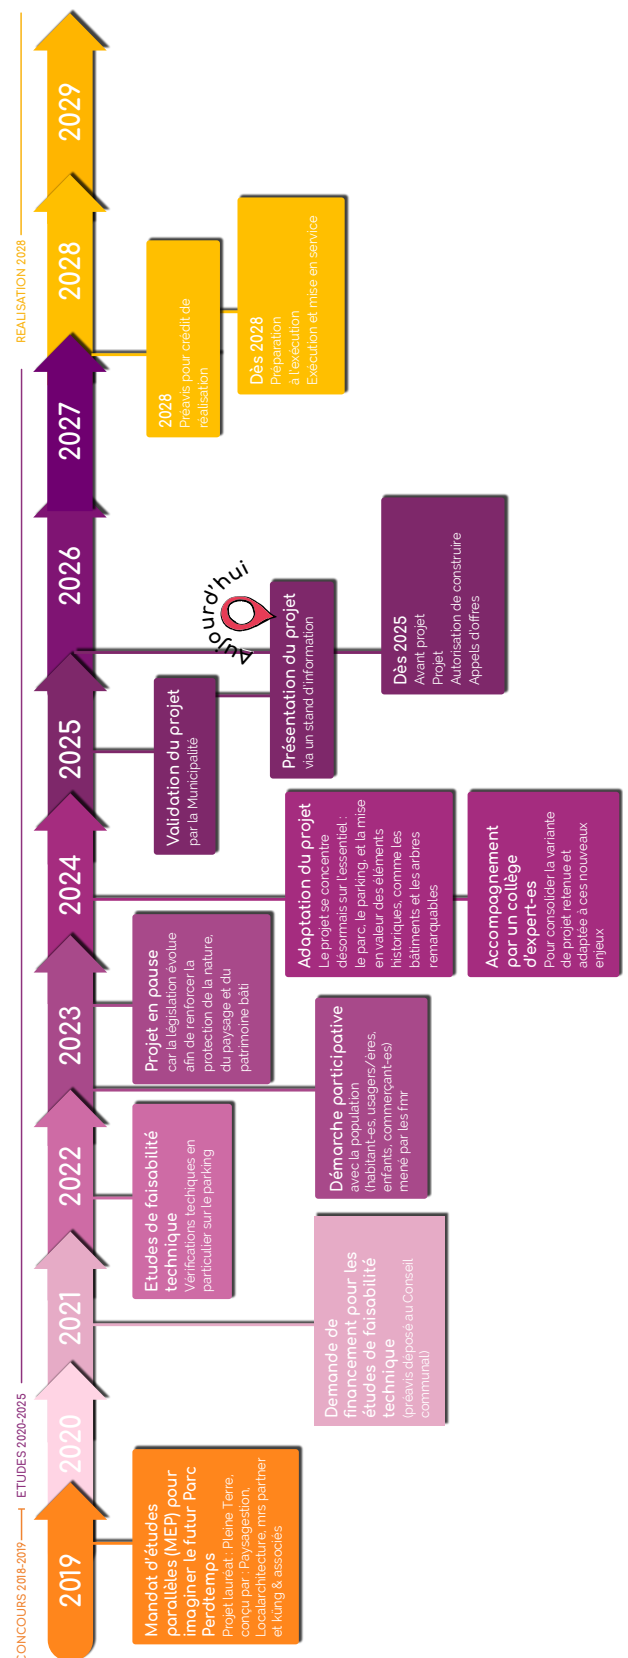 CONCOURS 2018-2019
ETUDES 2020-2025
REALISATION 2028
2019
2020
2021
2022
2023
2024
2025
2026
2027
2028
2029
Mandat d'études
parallèles (MEP) pour
imaginer le futur Parc
Perdtemps
Projet lauréat : Pleine Terre,
conçu par : Paysagestion,
Localarchitecture, mrs partner
et küng & associés
Demande de
financement pour les
études de faisabilité
technique
(préavis déposé au Conseil
communal)
Etudes de faisabilité
technique
Vérifications techiques en
particulier sur le parking
Démarche participative
avec la population
(habitant-es, usagers/ères,
enfants, commerçant-es)
mené par les fmr
Projet en pause
car la législation évolue
afin de renforcer la
protection de la nature,
du paysage et du
patrimoine bâti
Adaptation du projet
Le projet se concentre
désormais sur l'essentiel :
le parc, le parking, et la mise
en valeur des éléments
historiques, comme les
bâtiments et les arbres
remarquables
Accompagnement
par un collège
d'expert-es
Pour consolider la variante
de projet retenue et
adaptée à ces nouveaux
enjeux
Validation du projet
par la Municipalité
Présentation du projet
via un stand d'information
Aujourd'hui
Dès 2025
Avant projet
Projet
Autorisation de construire
Appels d'offres
2028
Préavis pour crédit de
réalisation
Dès 2028
Préparation
à l'exécution
Exécution et mise en service